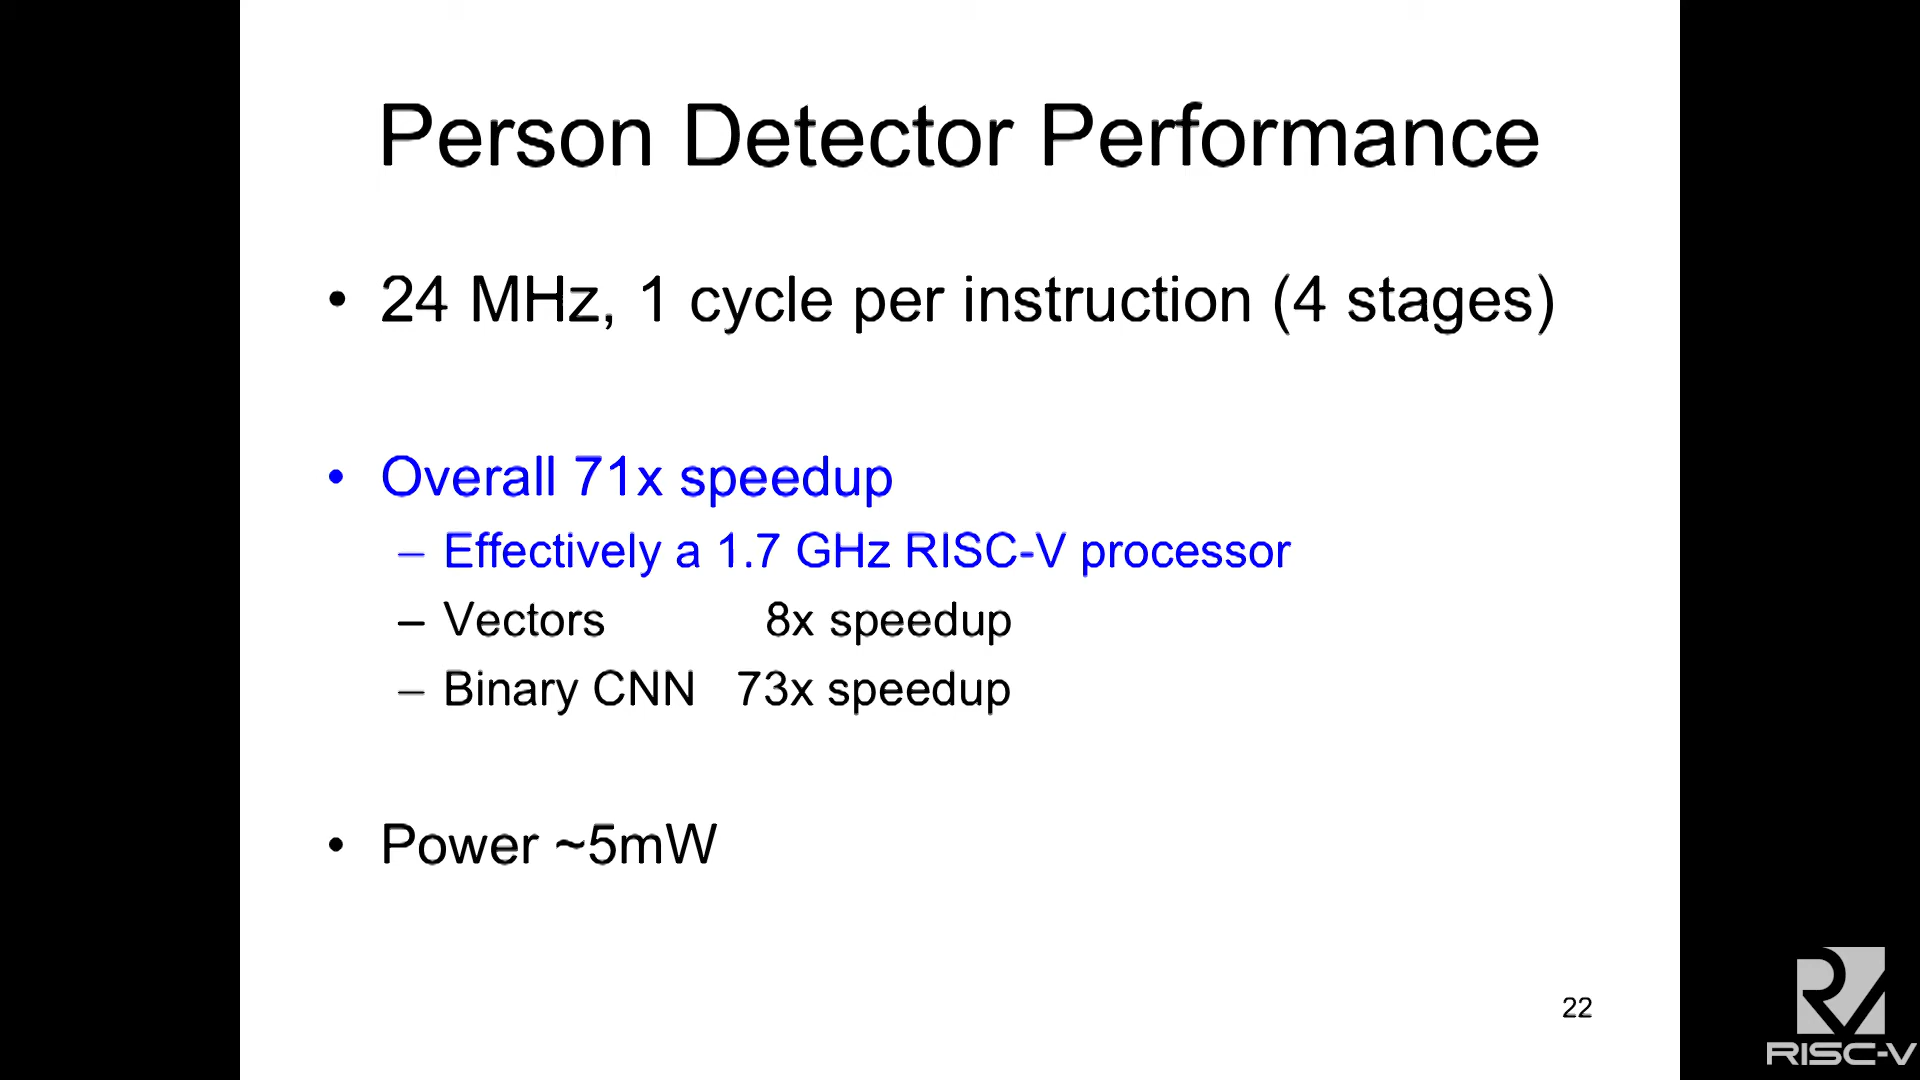 Person Detector Performance
• 24 MHz, 1 cycle per instruction (4 stages)
• Overall 71x speedup
– Effectively a 1.7 GHz RISC-V processor
– Vectors 8x speedup
– Binary CNN 73x speedup
• Power ~5mW
22
RISC-V